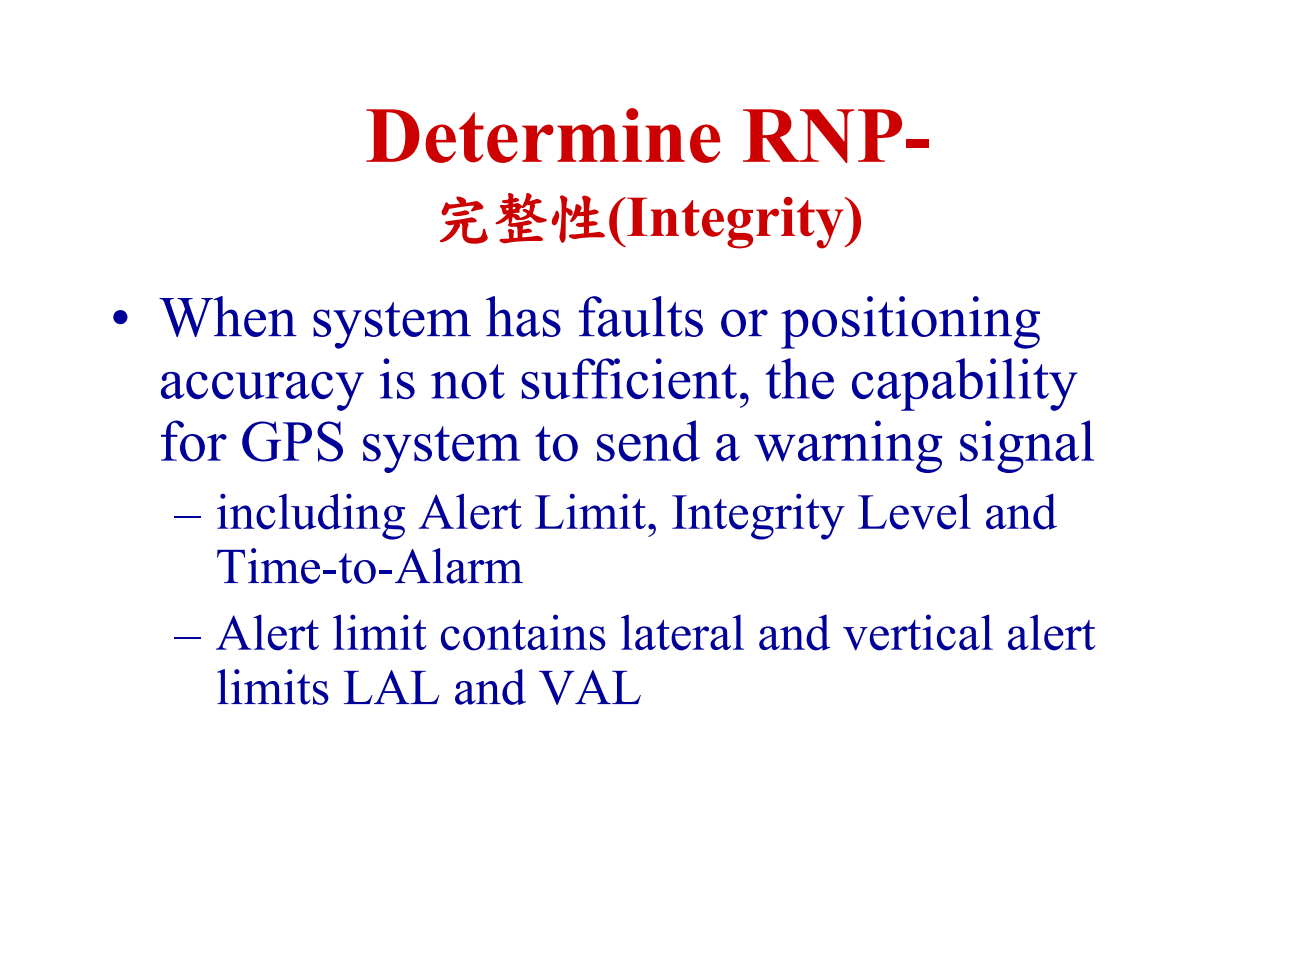 Determine RNP-
完整性(Integrity)
• When system has faults or positioning
accuracy is not sufficient, the capability
for GPS system to send a warning signal
– including Alert Limit, Integrity Level and
Time-to-Alarm
– Alert limit contains lateral and vertical alert
limits LAL and VAL